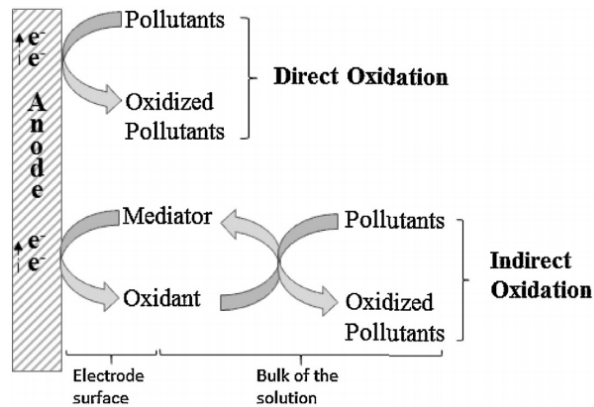 e-
e-
Anode
Pollutants
Oxidized
Pollutants
Direct Oxidation
e-
e-
Mediator
Oxidant
Pollutants
Oxidized
Pollutants
Indirect
Oxidation
Electrode
surface
Bulk of the
solution